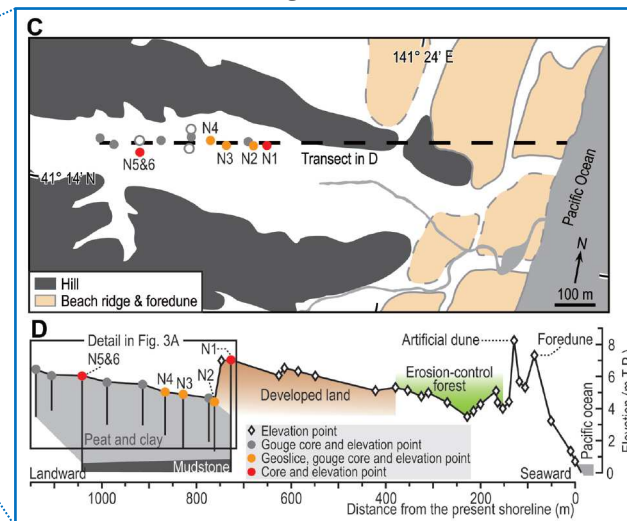 C
141° 24′ E
N4
N3
N2
N1
N5&6
Transect in D
41° 14′ N
Pacific Ocean
N
Hill
Beach ridge & foredune
100 m
D
Detail in Fig. 3A
N5&6
N1
N4
N3
N2
Peat and clay
Mudstone
Developed land
Artificial dune
Foredune
Erosion-control
forest
Elevation point
Gouge core and elevation point
Geoslice, gouge core and elevation point
Core and elevation point
Landward
Seaward
Pacific ocean
8
6
4
2
0
1000
800
600
400
200
0
Distance from the present shoreline (m)